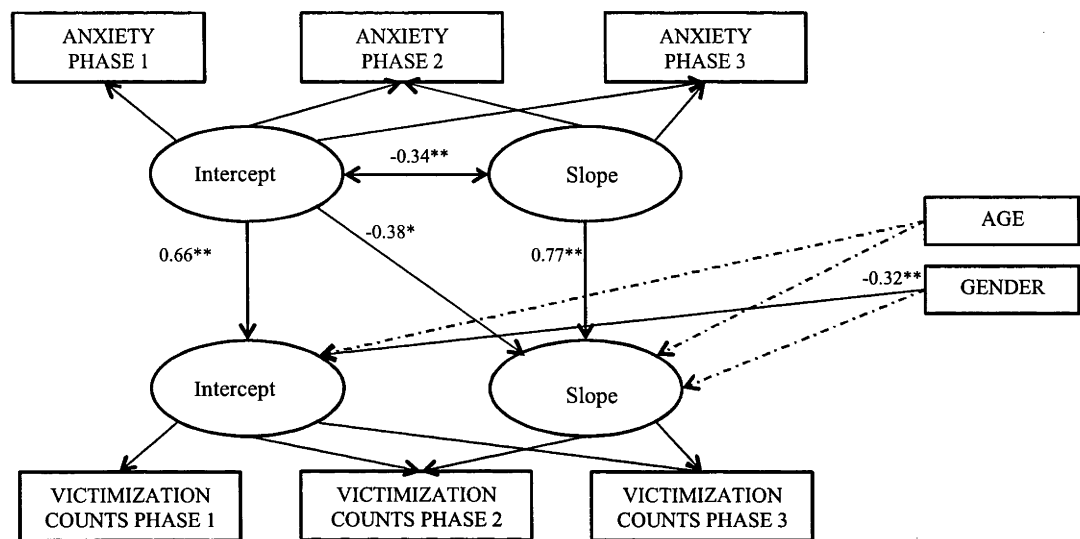 ANXIETY
PHASE 1
ANXIETY
PHASE 2
ANXIETY
PHASE 3
Intercept
-0.34**
Slope
AGE
0.66**
-0.38*
0.77**
-0.32**
GENDER
Intercept
Slope
VICTIMIZATION
COUNTS PHASE 1
VICTIMIZATION
COUNTS PHASE 2
VICTIMIZATION
COUNTS PHASE 3